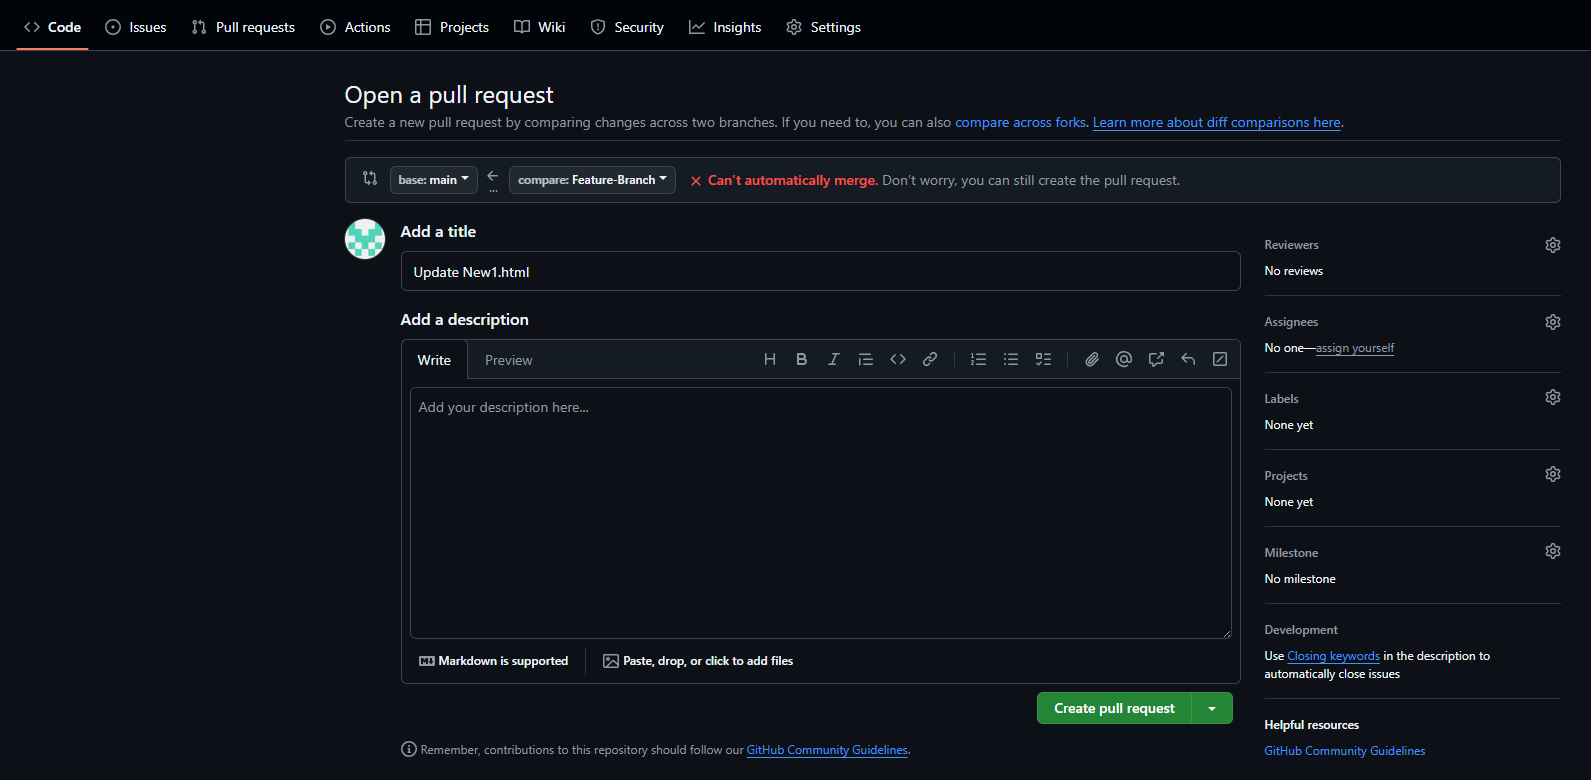 Code Issues Pull requests Actions Projects Wiki Security Insights Settings
Open a pull request
Create a new pull request by comparing changes across two branches. If you need to, you can also compare across forks. Learn more about diff comparisons here.
base: main ... compare: Feature-Branch Can't automatically merge. Don't worry, you can still create the pull request.
Add a title
Update New1.html
Add a description
Write Preview
Add your description here...
Markdown is supported Paste, drop, or click to add files
Create pull request
Remember, contributions to this repository should follow our GitHub Community Guidelines.
Reviewers
No reviews
Assignees
No one—assign yourself
Labels
None yet
Projects
None yet
Milestone
No milestone
Development
Use Closing keywords in the description to
automatically close issues
Helpful resources
GitHub Community Guidelines